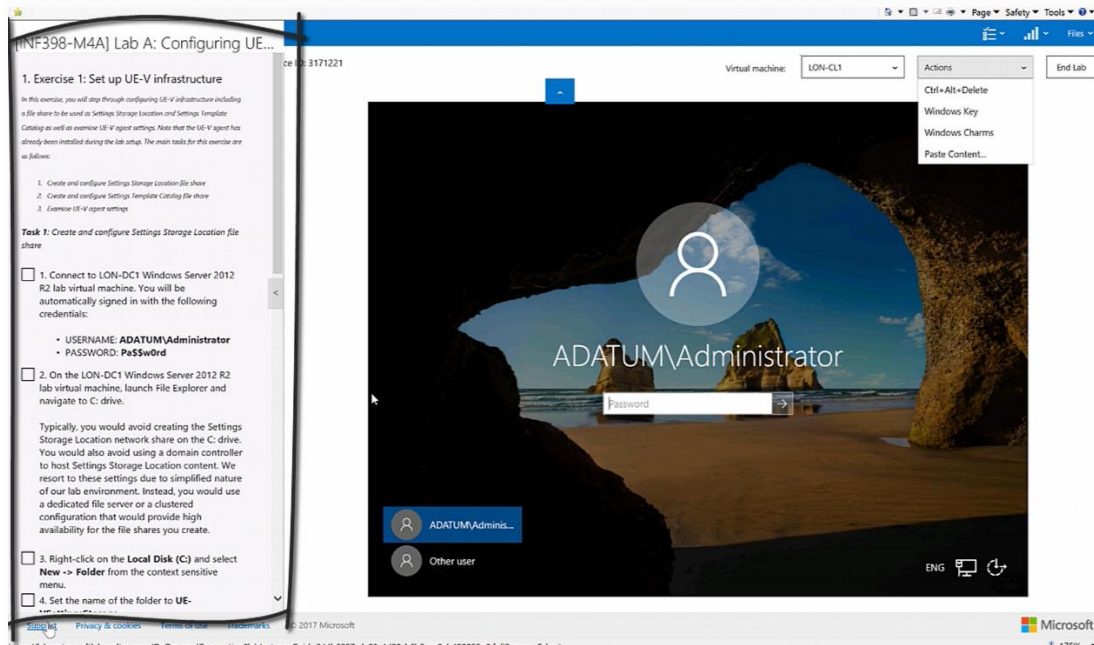 Page Safety Tools
Files
[INF398-M4A] Lab A: Configuring UE...
3171221
Virtual machine:
LON-CL1
Actions
End Lab
Ctrl+Alt+Delete
Windows Key
Windows Charms
Paste Content...
1. Exercise 1: Set up UE-V infrastructure
In this exercise, you will step through configuring UE-V infrastructure including
a file share to be used as Settings Storage Location and Settings Template
Catalog as well as examine UE-V agent settings. Note that the UE-V agent has
already been installed during the lab setup. The main tasks for this exercise are
as follows:
1. Create and configure Settings Storage Location file share
2. Create and configure Settings Template Catalog file share
3. Examine UE-V agent settings
Task 1: Create and configure Settings Storage Location file
share
1. Connect to LON-DC1 Windows Server 2012
R2 lab virtual machine. You will be
automatically signed in with the following
credentials:
• USERNAME: ADATUM\Administrator
• PASSWORD: Pa$$w0rd
2. On the LON-DC1 Windows Server 2012 R2
lab virtual machine, launch File Explorer and
navigate to C: drive.
Typically, you would avoid creating the Settings
Storage Location network share on the C: drive.
You would also avoid using a domain controller
to host Settings Storage Location content. We
resort to these settings due to simplified nature
of our lab environment. Instead, you would use
a dedicated file server or a clustered
configuration that would provide high
availability for the file shares you create.
3. Right-click on the Local Disk (C:) and select
New -> Folder from the context sensitive
menu.
4. Set the name of the folder to UE-
ADATUM\Administrator
Password
ADATUM\Adminis...
Other user
ENG
Support
Privacy & cookies
Terms of use
Trademarks
© 2017 Microsoft
Microsoft
175%